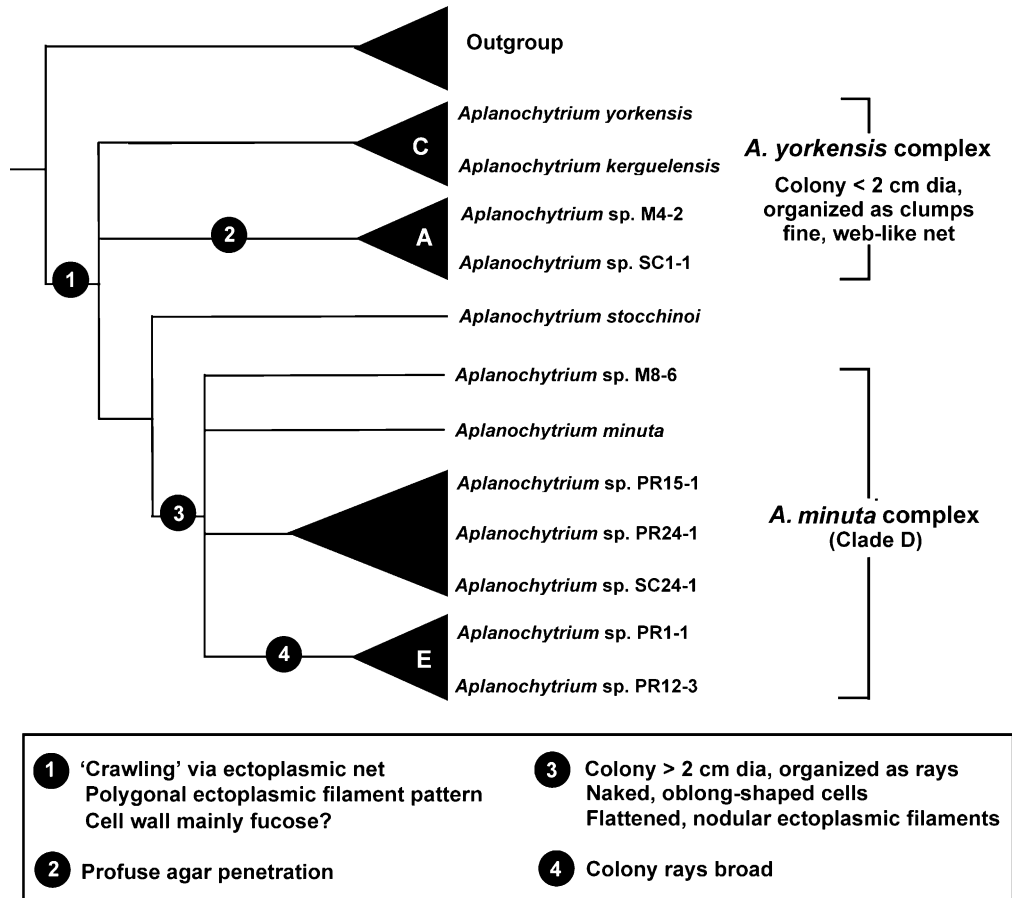 Outgroup
Aplanochytrium yorkensis
C
Aplanochytrium kerguelensis
A. yorkensis complex
Colony < 2 cm dia,
organized as clumps
fine, web-like net
Aplanochytrium sp. M4-2
2
A
Aplanochytrium sp. SC1-1
1
Aplanochytrium stocchinoi
Aplanochytrium sp. M8-6
Aplanochytrium minuta
Aplanochytrium sp. PR15-1
3
Aplanochytrium sp. PR24-1
A. minuta complex
(Clade D)
Aplanochytrium sp. SC24-1
Aplanochytrium sp. PR1-1
4
E
Aplanochytrium sp. PR12-3
1 ‘Crawling’ via ectoplasmic net
Polygonal ectoplasmic filament pattern
Cell wall mainly fucose?
2 Profuse agar penetration
3 Colony > 2 cm dia, organized as rays
Naked, oblong-shaped cells
Flattened, nodular ectoplasmic filaments
4 Colony rays broad